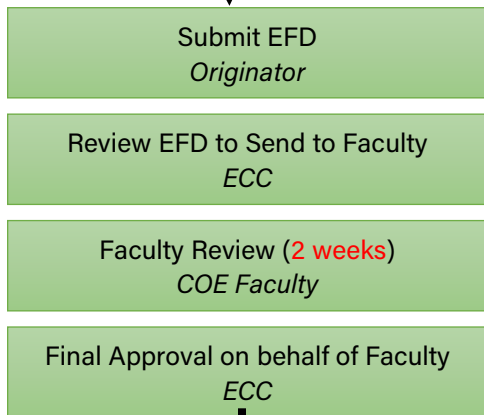 Submit EFD
Originator
Review EFD to Send to Faculty
ECC
Faculty Review (2 weeks)
COE Faculty
Final Approval on behalf of Faculty
ECC